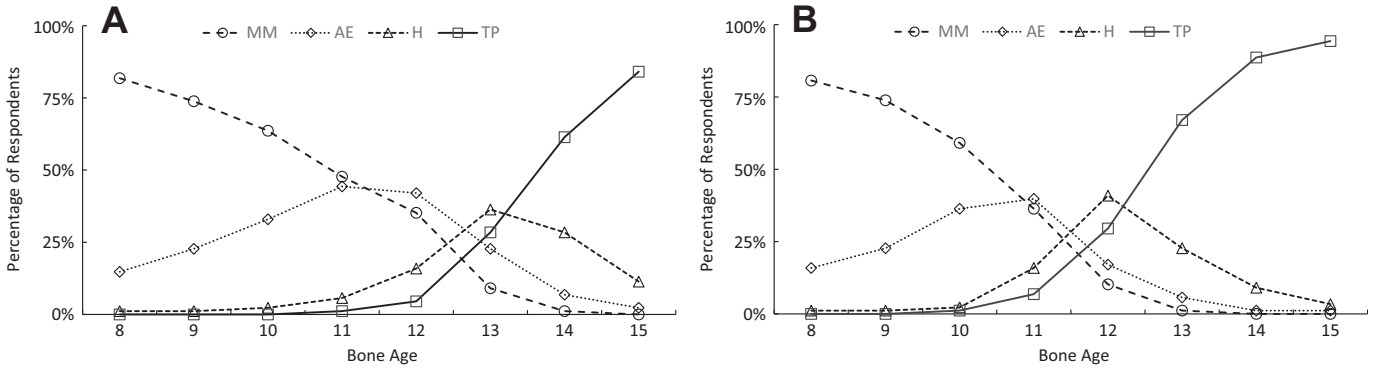 A
MM AE H TP
Percentage of Respondents
100%
75%
50%
25%
0%
8 9 10 11 12 13 14 15
Bone Age
B
MM AE H TP
Percentage of Respondents
100%
75%
50%
25%
0%
8 9 10 11 12 13 14 15
Bone Age